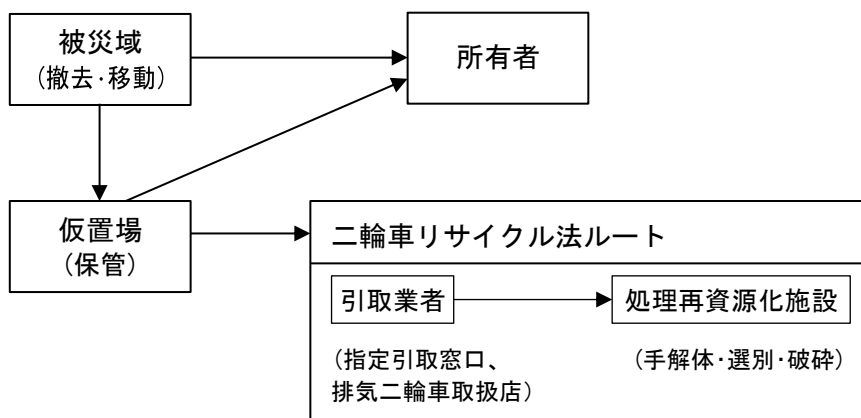 被災域
(撤去・移動)
所有者
仮置場
(保管)
二輪車リサイクル法ルート
引取業者
処理再資源化施設
(指定引取窓口、
排気二輪車取扱店)
(手解体・選別・破砕)